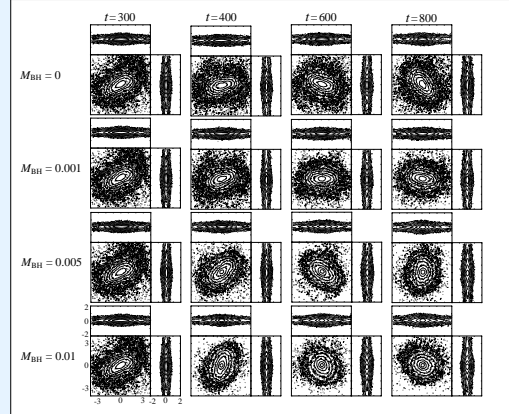 t = 300 t = 400 t = 600 t = 800
M_BH = 0
M_BH = 0.001
M_BH = 0.005
2
0
-2
M_BH = 0.01
3
0
-3
-3 0 3 -2 0 2